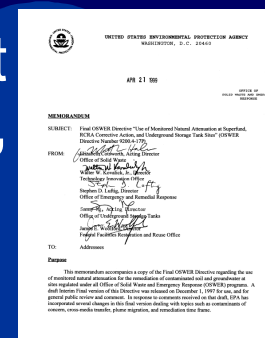 t
UNITED STATES ENVIRONMENTAL PROTECTION AGENCY
WASHINGTON, D.C. 20460
APR 21 1999
OFFICE OF
SOLID WASTE AND EMER
RESPONSE
MEMORANDUM
SUBJECT: Final OSWER Directive "Use of Monitored Natural Attenuation at Superfund,
RCRA Corrective Action, and Underground Storage Tank Sites" (OSWER
Directive Number 9200.4-17P)
FROM: Elizabeth Cotsworth, Acting Director
Office of Solid Waste
Walter W. Kovalick, Jr., Director
Technology Innovation Office
Stephen D. Luftig, Director
Office of Emergency and Remedial Response
Acting Director
Office of Underground Storage Tanks
James E. Director
Federal Facilities Restoration and Reuse Office
TO: Addressees
Purpose
This memorandum accompanies a copy of the Final OSWER Directive regarding the use
of monitored natural attenuation for the remediation of contaminated soil and groundwater at
sites regulated under all Office of Solid Waste and Emergency Response (OSWER) programs. A
draft Interim Final version of this Directive was released on December 1, 1997 for use, and for
general public review and comment. In response to comments received on that draft, EPA has
incorporated several changes in this final version dealing with topics such as contaminants of
concern, cross-media transfer, plume migration, and remediation time frame.